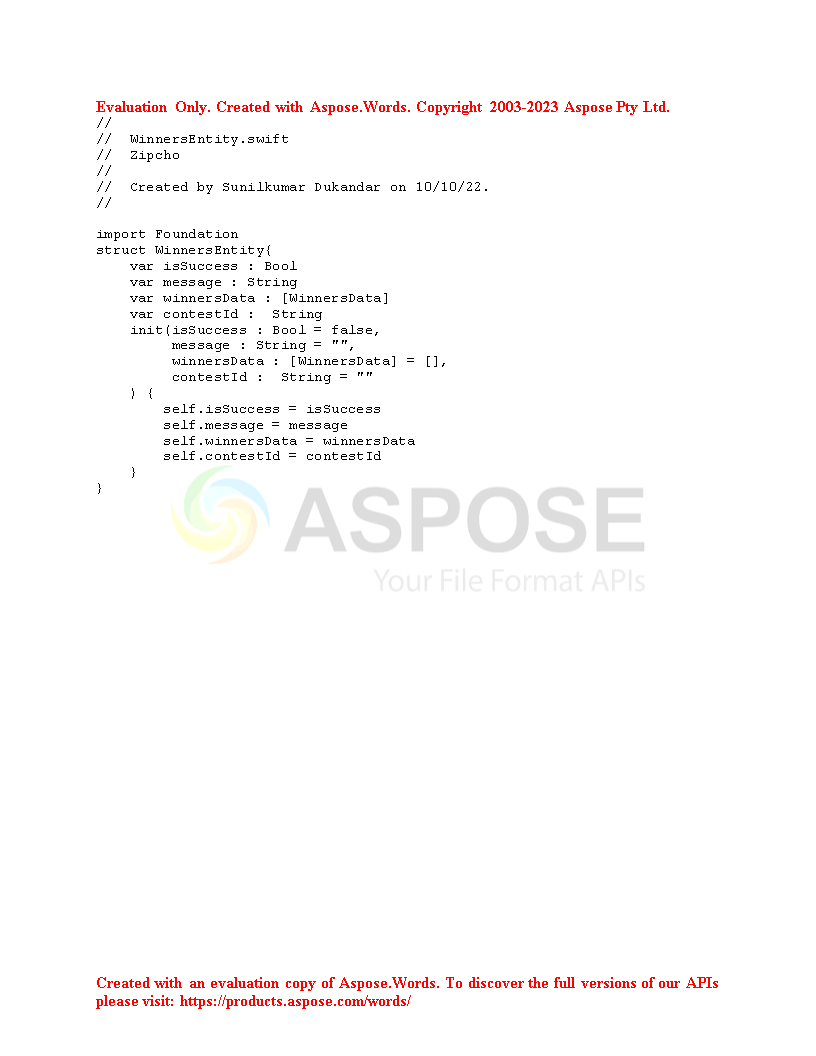 Evaluation Only. Created with Aspose.Words. Copyright 2003-2023 Aspose Pty Ltd.
//
//  WinnersEntity.swift
//  Zipcho
//
//  Created by Sunilkumar Dukandar on 10/10/22.
//

import Foundation
struct WinnersEntity{
    var isSuccess : Bool
    var message : String
    var winnersData : [WinnersData]
    var contestId :  String
    init(isSuccess : Bool = false,
         message : String = "",
         winnersData : [WinnersData] = [],
         contestId :  String = ""
    ) {
        self.isSuccess = isSuccess
        self.message = message
        self.winnersData = winnersData
        self.contestId = contestId
    }
}
ASPOSE
Your File Format APIs
Created with an evaluation copy of Aspose.Words. To discover the full versions of our APIs
please visit: https://products.aspose.com/words/